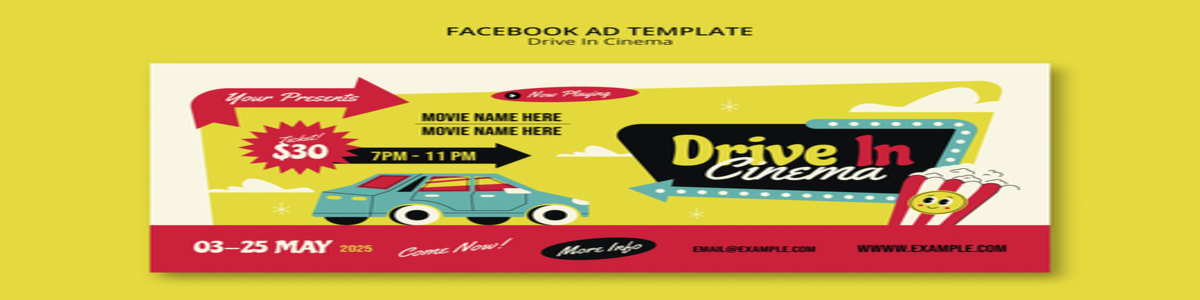 FACEBOOK AD TEMPLATE
Drive In Cinema
Your Presents
Now Playing
MOVIE NAME HERE
MOVIE NAME HERE
Ticket!
$30
7PM - 11 PM
Drive In
Cinema
03—25 MAY 2025
Come Now!
More Info
EMAIL@EXAMPLE.COM
WWWW.EXAMPLE.COM